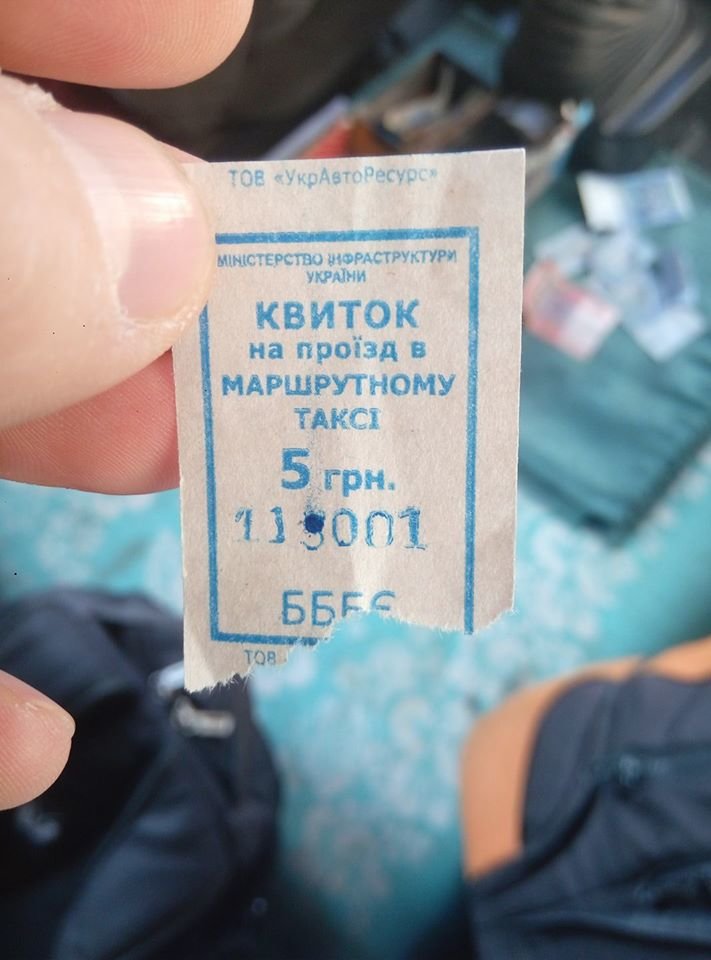 ТОВ «УкрАвтоРесурс»
МІНІСТЕРСТВО ІНФРАСТРУКТУРИ
УКРАЇНИ
КВИТОК
на проїзд в
МАРШРУТНОМУ
ТАКСІ
5 грн.
ТОВ